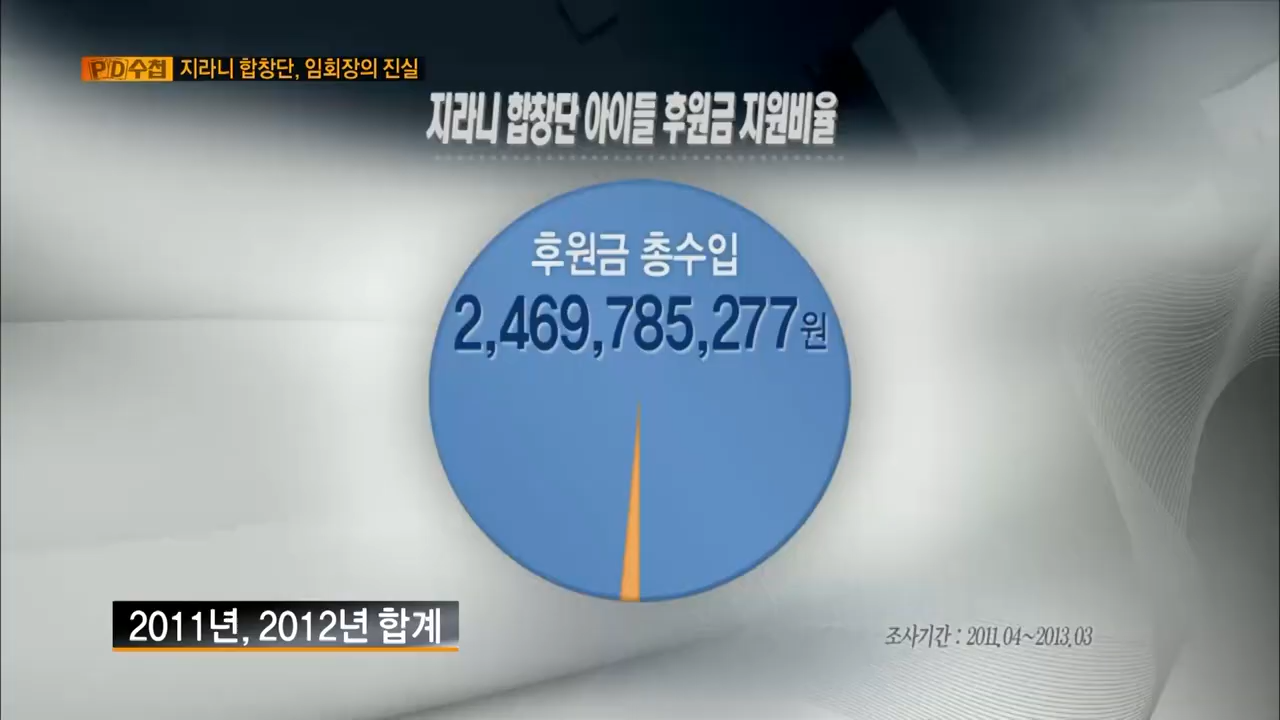 PD수첩 지라니 합창단, 임회장의 진실
지라니 합창단 아이들 후원금 지원비율
후원금 총수입
2,469,785,277원
2011년, 2012년 합계
조사기간 : 2011.04~2013.03